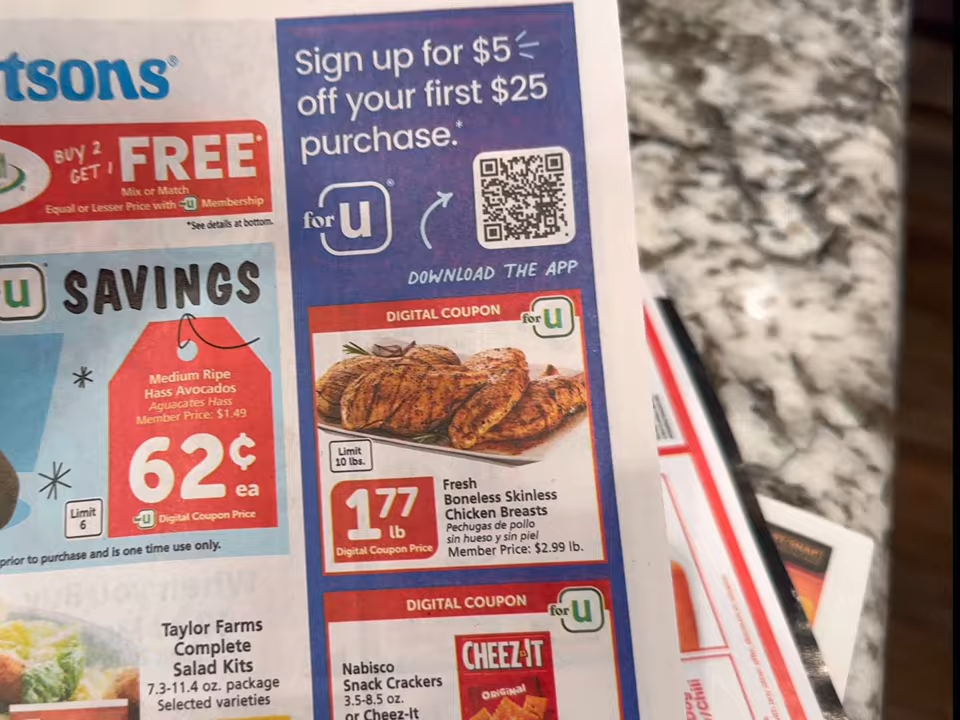 tsons®
BUY 2
GET 1
FREE*
Mix or Match
Equal or Lesser Price with u Membership
*See details at bottom.
u SAVINGS
Medium Ripe
Hass Avocados
Aguacates Hass
Member Price: $1.49
62¢
ea
Limit
6
u Digital Coupon Price
prior to purchase and is one time use only.
Taylor Farms
Complete
Salad Kits
7.3-11.4 oz. package
Selected varieties
Sign up for $5
off your first $25
purchase.*
for u®
DOWNLOAD THE APP
DIGITAL COUPON
for u
Limit
10 lbs.
177
lb
Digital Coupon Price
Fresh
Boneless Skinless
Chicken Breasts
Pechugas de pollo
sin hueso y sin piel
Member Price: $2.99 lb.
DIGITAL COUPON
for u
Nabisco
Snack Crackers
3.5-8.5 oz.
or Cheez-It
CHEEZ-IT
ORIGINAL